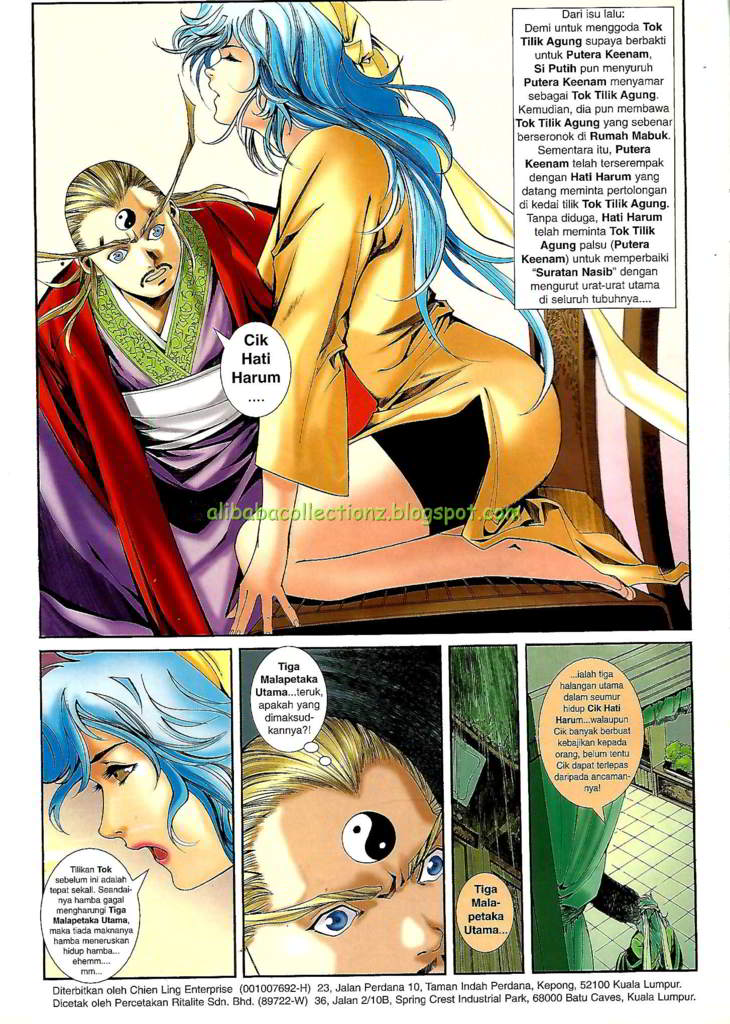 Dari isu lalu:
Demi untuk menggoda Tok
Tilik Agung supaya berbakti
untuk Putera Keenam,
Si Putih pun menyuruh
Putera Keenam menyamar
sebagai Tok Tilik Agung.
Kemudian, dia pun membawa
Tok Tilik Agung yang sebenar
berseronok di Rumah Mabuk.
Sementara itu, Putera
Keenam telah terserempak
dengan Hati Harum yang
datang meminta pertolongan
di kedai tilik Tok Tilik Agung.
Tanpa diduga, Hati Harum
telah meminta Tok Tilik
Agung palsu (Putera
Keenam) untuk memperbaiki
“Suratan Nasib” dengan
mengurut urat-urat utama
di seluruh tubuhnya....
Cik
Hati
Harum
....
alibabacollectionz.blogspot.com
Tilikan Tok
sebelum ini adalah
tepat sekali. Seandai-
nya hamba gagal
mengharungi Tiga
Malapetaka Utama,
maka tiada maknanya
hamba meneruskan
hidup hamba...
ehemm....
mm...
Tiga
Malapetaka
Utama...teruk,
apakah yang
dimaksud-
kannya?!
Tiga
Mala-
petaka
Utama...
...ialah tiga
halangan utama
dalam seumur
hidup Cik Hati
Harum...walaupun
Cik banyak berbuat
kebajikan kepada
orang, belum tentu
Cik dapat terlepas
daripada ancaman-
nya!
Diterbitkan oleh Chien Ling Enterprise (001007692-H) 23, Jalan Perdana 10, Taman Indah Perdana, Kepong, 52100 Kuala Lumpur.
Dicetak oleh Percetakan Ritalite Sdn. Bhd. (89722-W) 36, Jalan 2/10B, Spring Crest Industrial Park, 68000 Batu Caves, Kuala Lumpur.